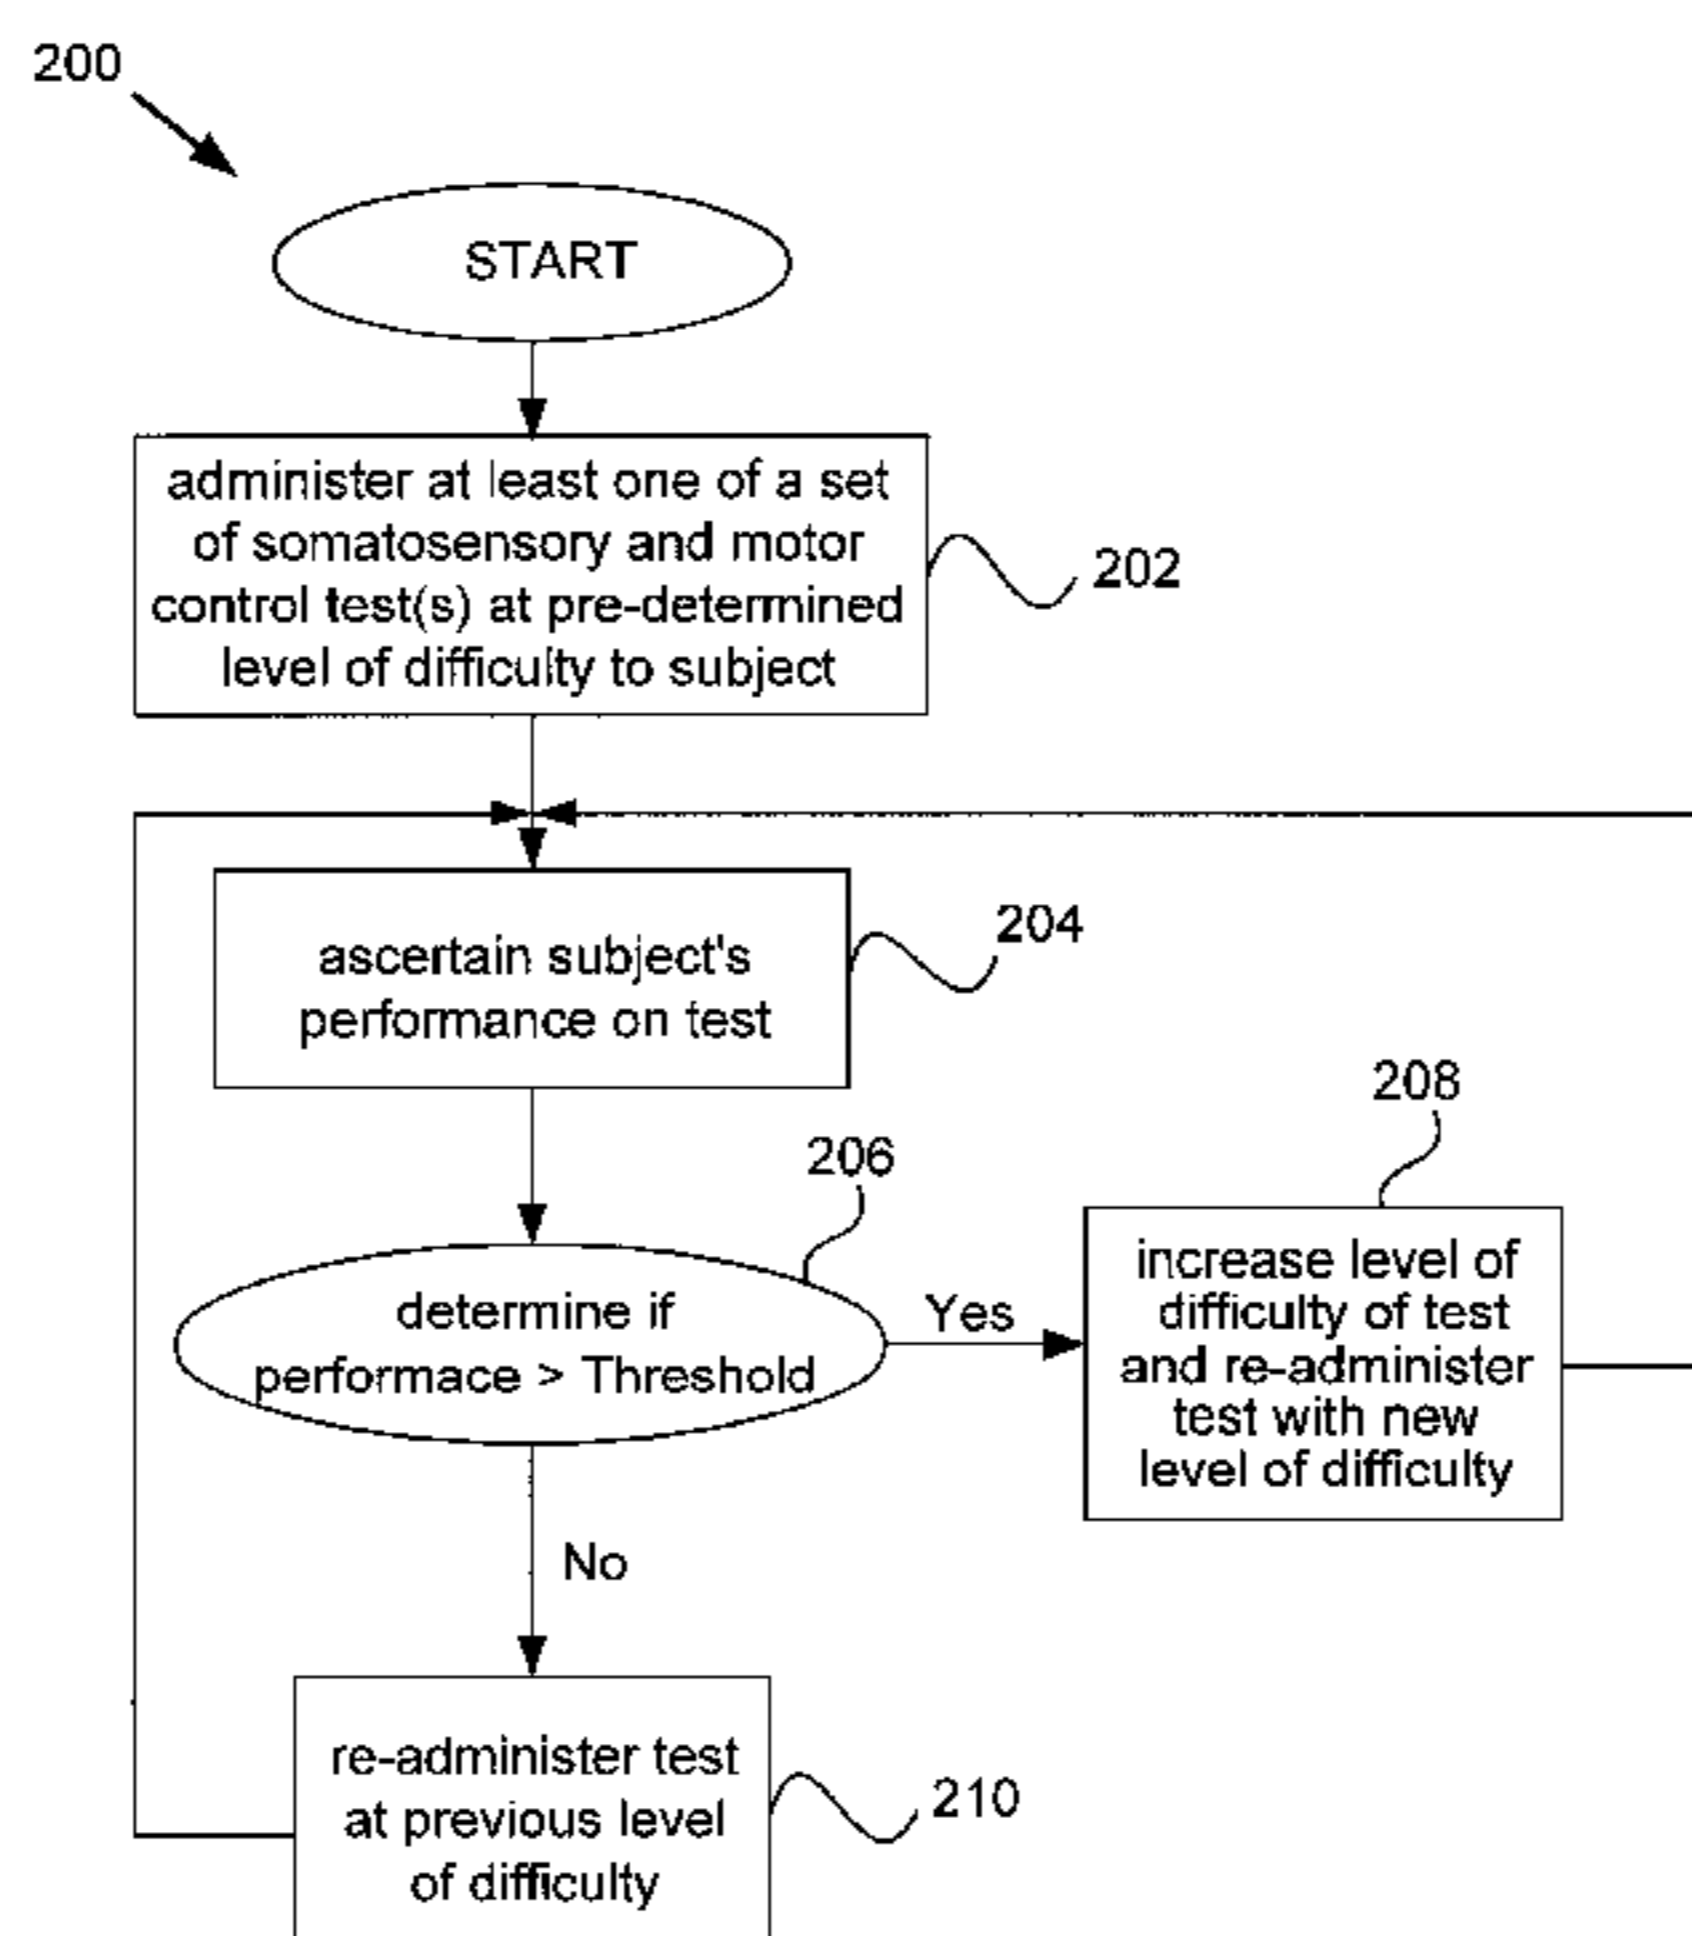 200
START
administer at least one of a set
of somatosensory and motor
control test(s) at pre-determined
level of difficulty to subject
202
ascertain subject's
performance on test
204
206
determine if
performace > Threshold
Yes
208
increase level of
difficulty of test
and re-administer
test with new
level of difficulty
No
re-administer test
at previous level
of difficulty
210